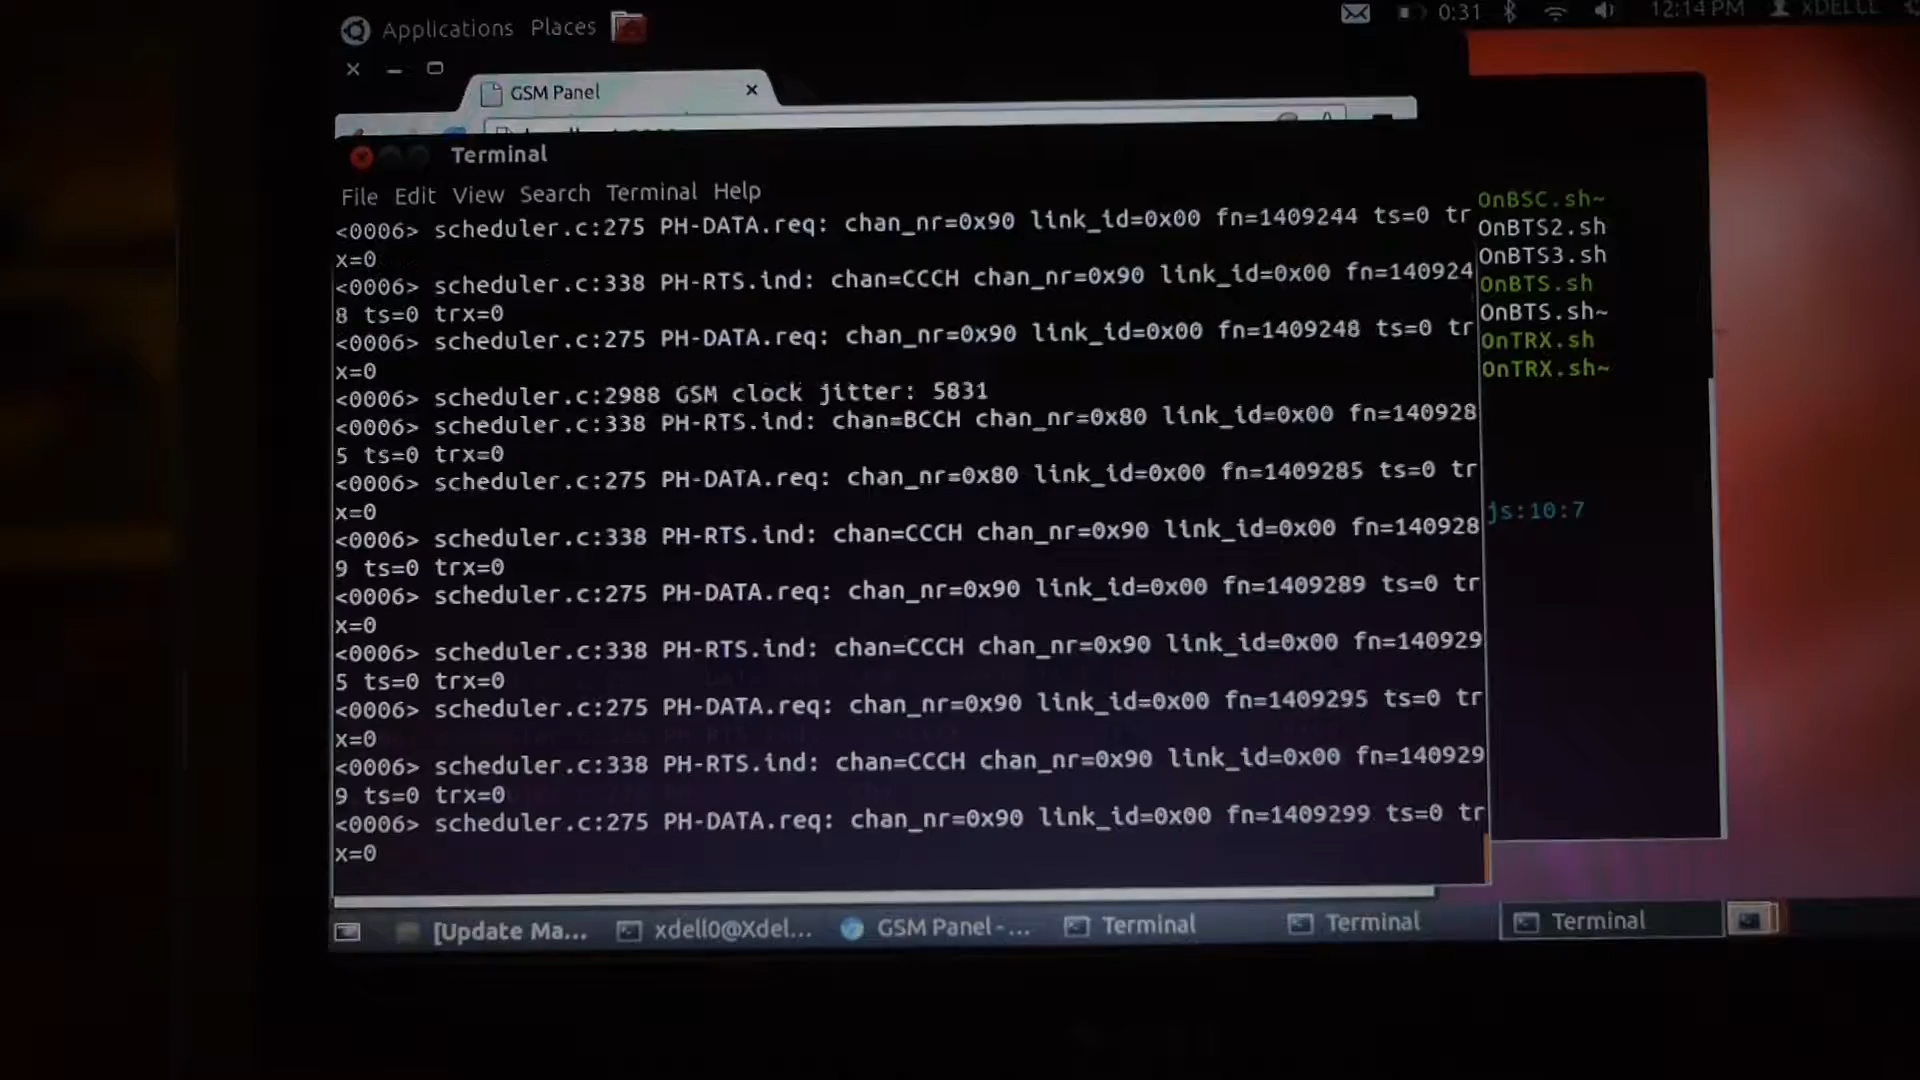 Applications Places
0:31
12:14 PM XDELLL
GSM Panel
Terminal
File Edit View Search Terminal Help
<0006> scheduler.c:275 PH-DATA.req: chan_nr=0x90 link_id=0x00 fn=1409244 ts=0 tr
x=0
<0006> scheduler.c:338 PH-RTS.ind: chan=CCCH chan_nr=0x90 link_id=0x00 fn=140924
8 ts=0 trx=0
<0006> scheduler.c:275 PH-DATA.req: chan_nr=0x90 link_id=0x00 fn=1409248 ts=0 tr
x=0
<0006> scheduler.c:2988 GSM clock jitter: 5831
<0006> scheduler.c:338 PH-RTS.ind: chan=BCCH chan_nr=0x80 link_id=0x00 fn=140928
5 ts=0 trx=0
<0006> scheduler.c:275 PH-DATA.req: chan_nr=0x80 link_id=0x00 fn=1409285 ts=0 tr
x=0
<0006> scheduler.c:338 PH-RTS.ind: chan=CCCH chan_nr=0x90 link_id=0x00 fn=140928
9 ts=0 trx=0
<0006> scheduler.c:275 PH-DATA.req: chan_nr=0x90 link_id=0x00 fn=1409289 ts=0 tr
x=0
<0006> scheduler.c:338 PH-RTS.ind: chan=CCCH chan_nr=0x90 link_id=0x00 fn=140929
5 ts=0 trx=0
<0006> scheduler.c:275 PH-DATA.req: chan_nr=0x90 link_id=0x00 fn=1409295 ts=0 tr
x=0
<0006> scheduler.c:338 PH-RTS.ind: chan=CCCH chan_nr=0x90 link_id=0x00 fn=140929
9 ts=0 trx=0
<0006> scheduler.c:275 PH-DATA.req: chan_nr=0x90 link_id=0x00 fn=1409299 ts=0 tr
x=0
OnBSC.sh~
OnBTS2.sh
OnBTS3.sh
OnBTS.sh
OnBTS.sh~
OnTRX.sh
OnTRX.sh~
js:10:7
[Update Ma...
xdell0@Xdel...
GSM Panel - ...
Terminal
Terminal
Terminal